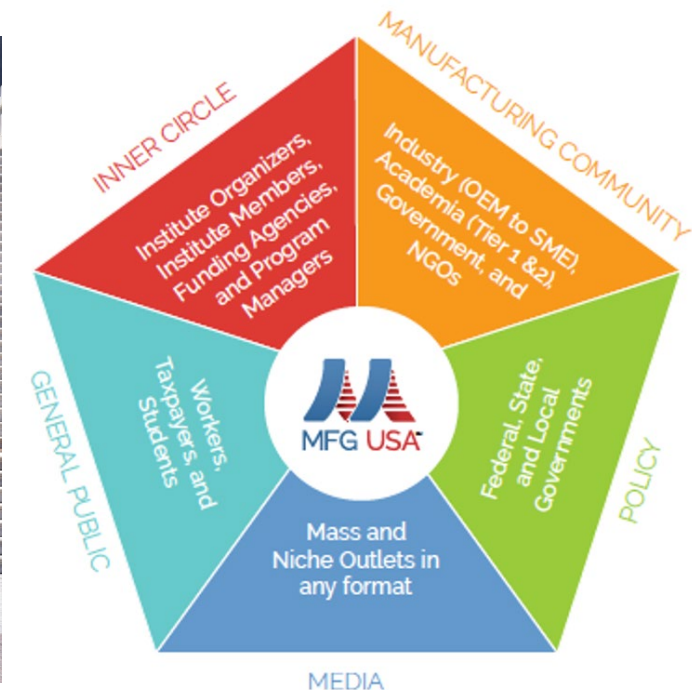 INNER CIRCLE
Institute Organizers,
Institute Members,
Funding Agencies,
and Program
Managers
MANUFACTURING COMMUNITY
Industry (OEM to SME),
Academia (Tier 1 &2),
Government, and
NGOs
GENERAL PUBLIC
Workers,
Taxpayers, and
Students
MFG USA
Federal, State,
and Local
Governments
POLICY
Mass and
Niche Outlets in
any format
MEDIA